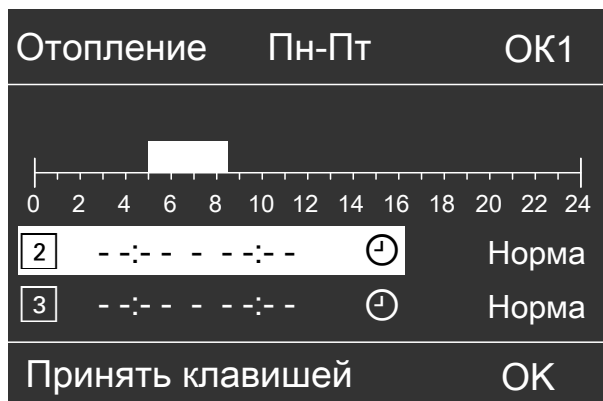 Отопление Пн-Пт ОК1
0 2 4 6 8 10 12 14 16 18 20 22 24
2 - -:- - - - -:- - Норма
3 - -:- - - - -:- - Норма
Принять клавишей OK